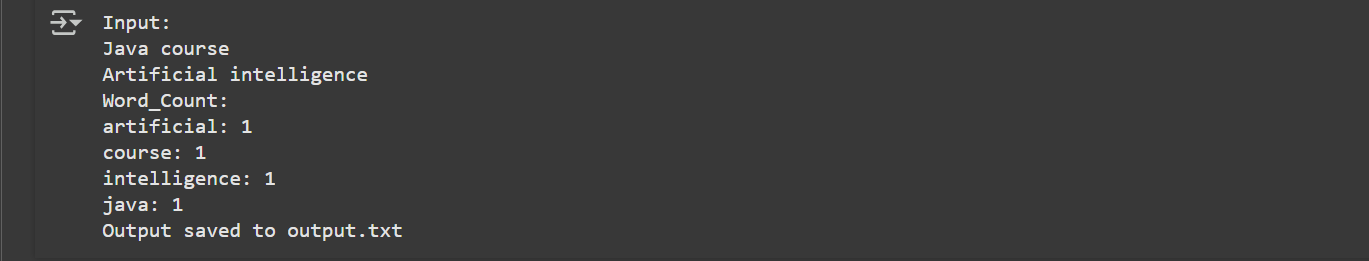 Input:
Java course
Artificial intelligence
Word_Count:
artificial: 1
course: 1
intelligence: 1
java: 1
Output saved to output.txt